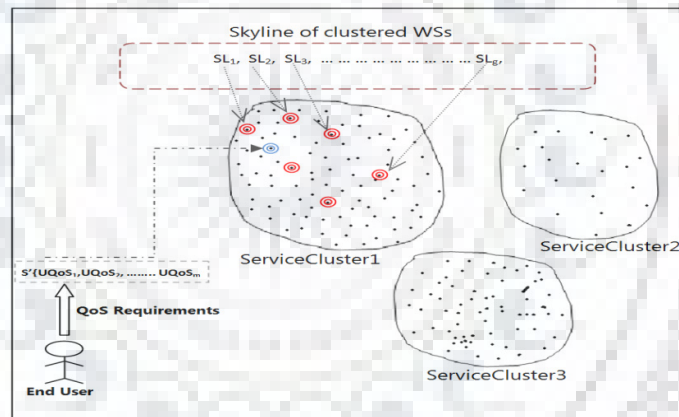 Skyline of clustered WSs
SL1, SL2, SL3, ... ... ... ... ... ... ... ... ... SLg,
ServiceCluster1
ServiceCluster2
S'{UQoS1,UQoS2, ........ UQoSm
QoS Requirements
ServiceCluster3
End User